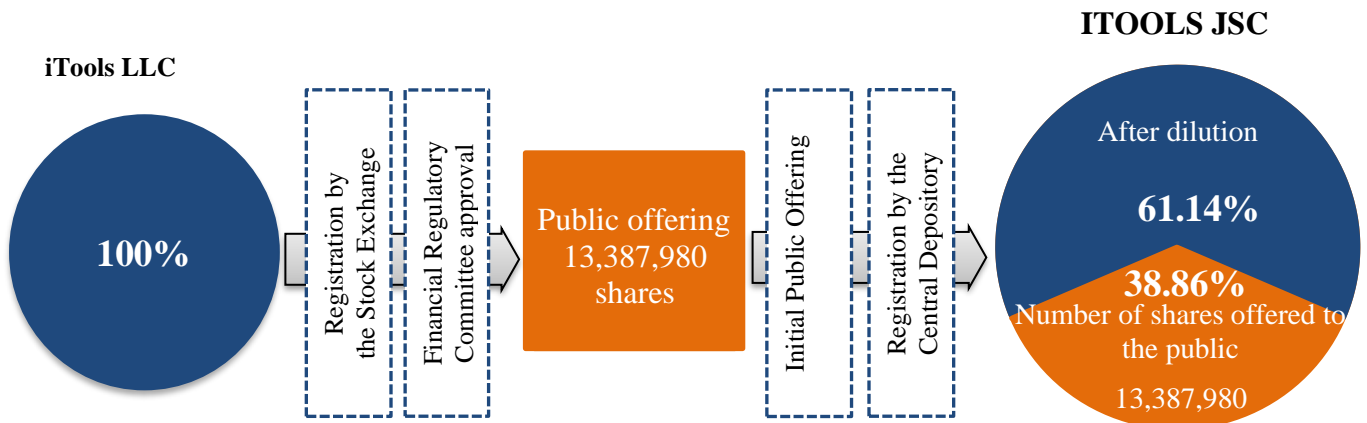 iTools LLC
100%
Registration by
the Stock Exchange
Financial Regulatory
Committee approval
Public offering
13,387,980
shares
Initial Public Offering
Registration by the
Central Depository
ITOOLS JSC
After dilution
61.14%
38.86%
Number of shares offered to
the public
13,387,980